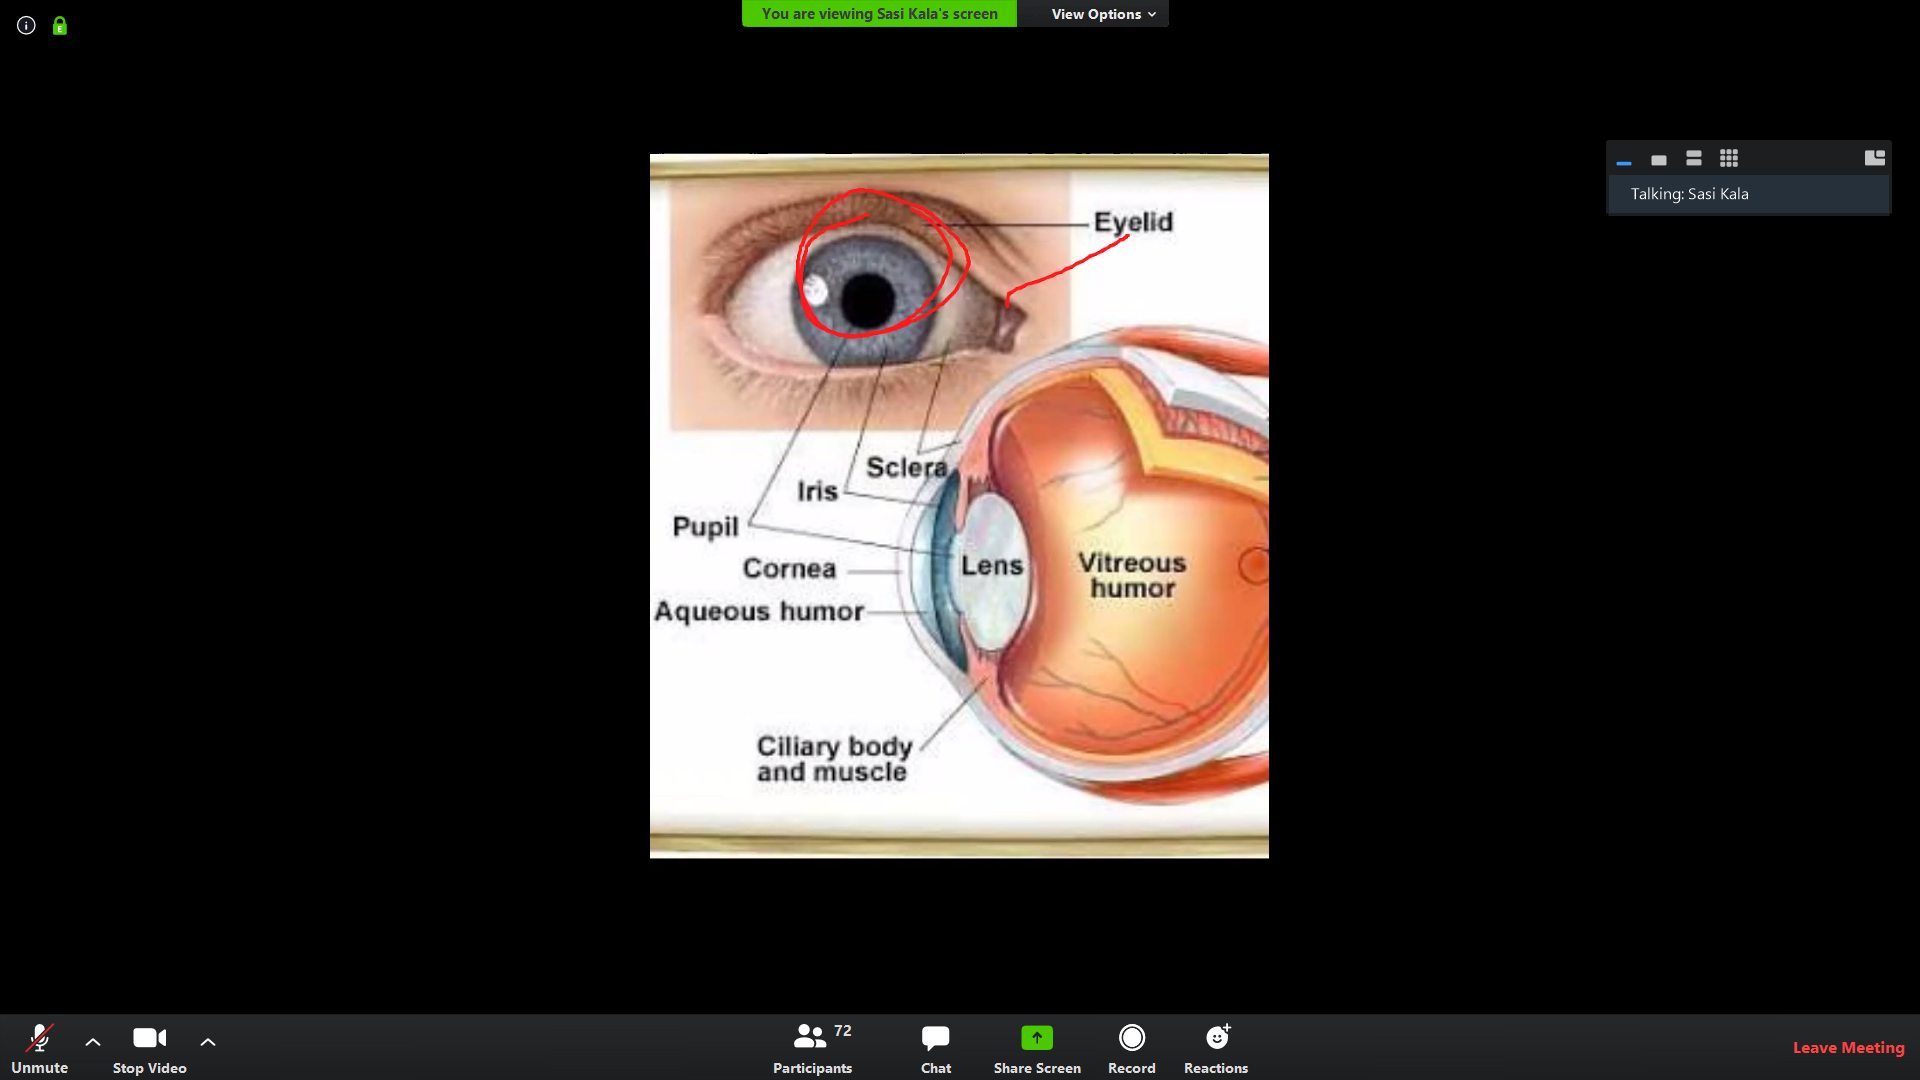 You are viewing Sasi Kala's screen
View Options
E
Talking: Sasi Kala
Eyelid
Sclera
Iris
Pupil
Cornea
Lens
Vitreous
humor
Aqueous humor
Ciliary body
and muscle
Unmute
Stop Video
72
Participants
Chat
Share Screen
Record
Reactions
Leave Meeting